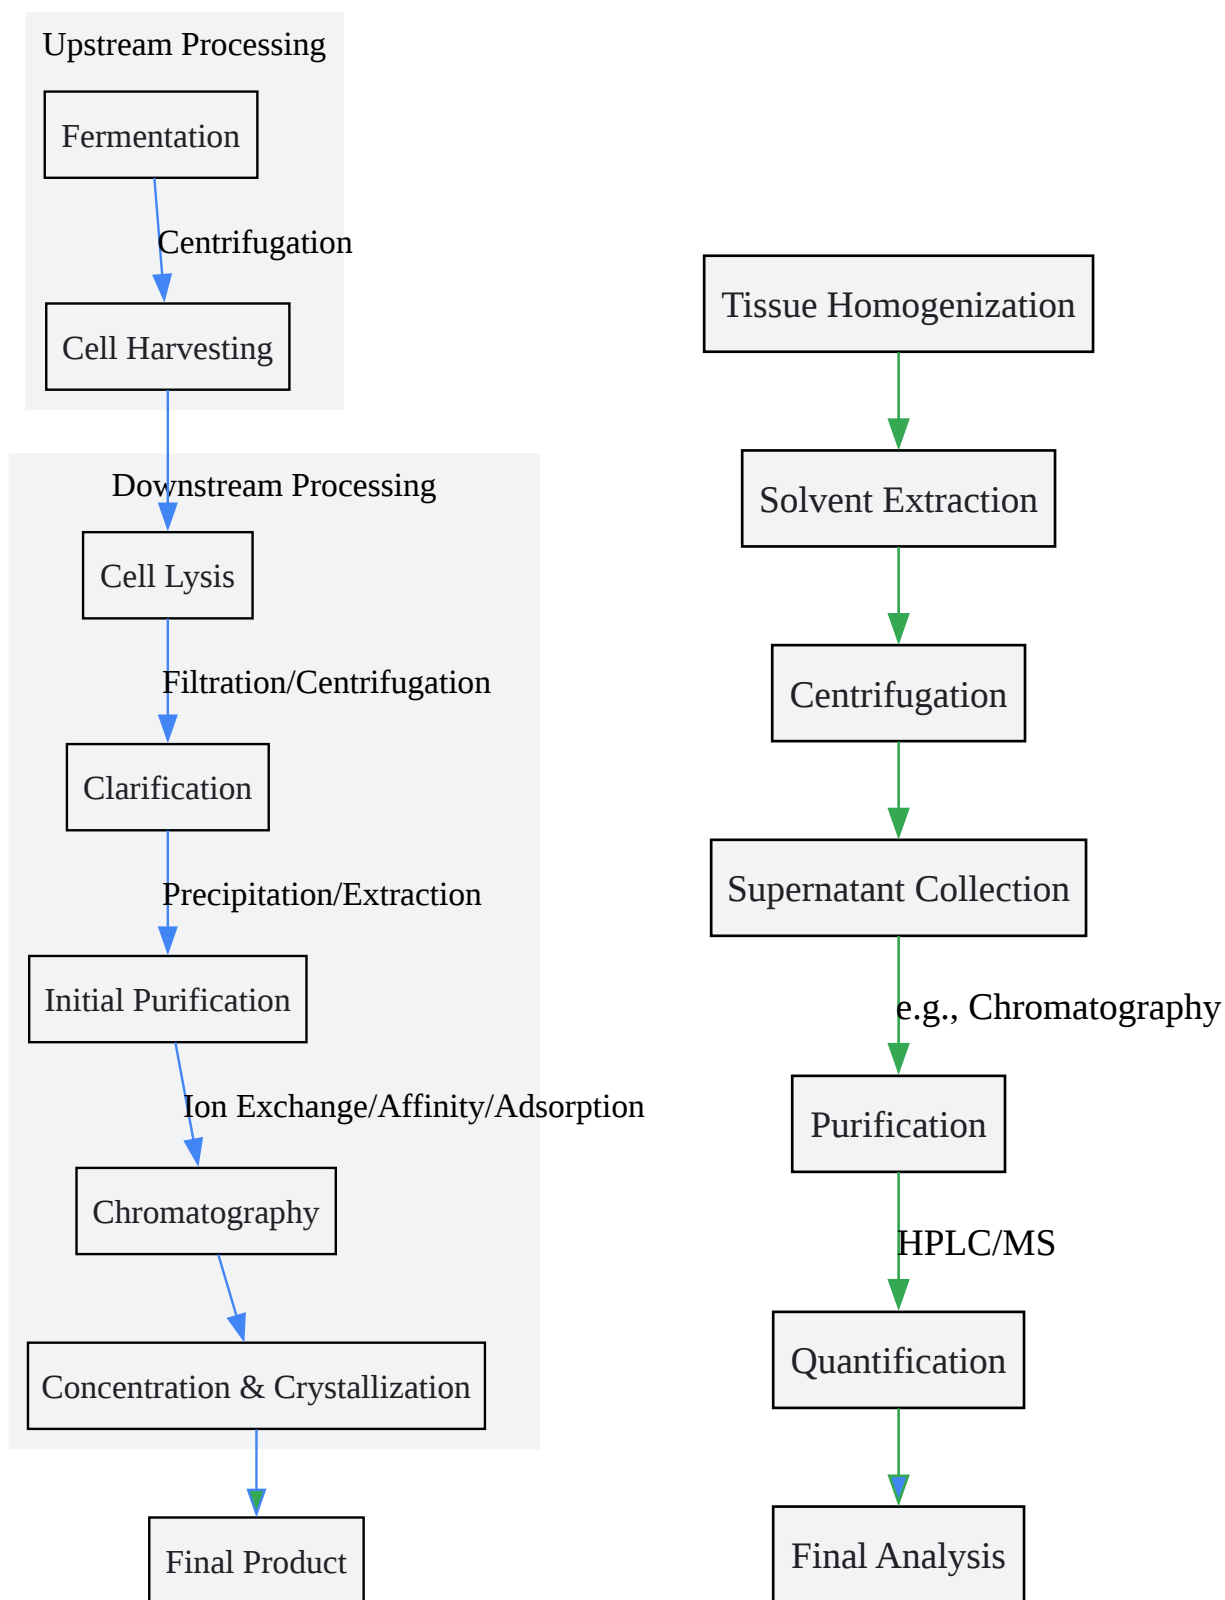 Upstream Processing
Fermentation
Centrifugation
Cell Harvesting
Downstream Processing
Cell Lysis
Filtration/Centrifugation
Clarification
Precipitation/Extraction
Initial Purification
Ion Exchange/Affinity/Adsorption
Chromatography
Concentration & Crystallization
Final Product
Tissue Homogenization
Solvent Extraction
Centrifugation
Supernatant Collection
e.g., Chromatography
Purification
HPLC/MS
Quantification
Final Analysis